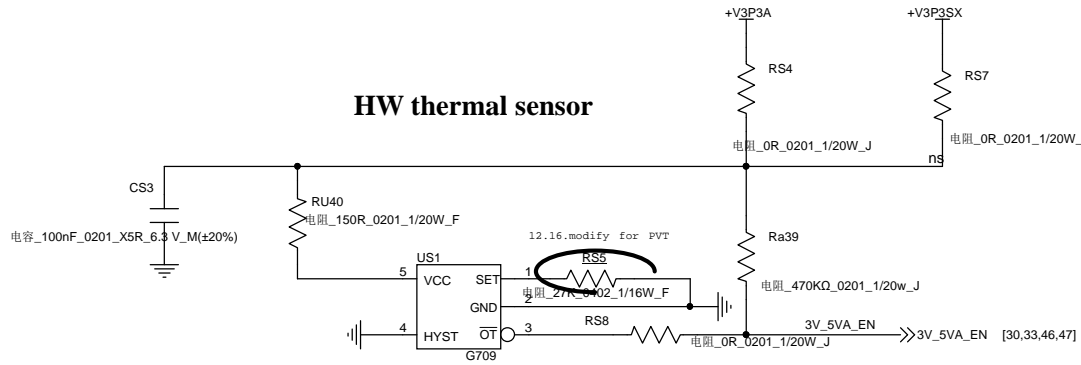 +V3P3A
+V3P3SX
RS4
RS7
HW thermal sensor
电阻_0R_0201_1/20W_J
电阻_0R_0201_1/20W_
ns
CS3
RU40
电阻_150R_0201_1/20W_F
电容_100nF_0201_X5R_6.3 V_M(±20%)
12.16.modify for PVT
Ra39
US1
RS5
5
VCC
SET
1
电阻_27K_0402_1/16W_F
电阻_470KΩ_0201_1/20w_J
GND
2
RS8
4
HYST
OT
3
3V_5VA_EN
3V_5VA_EN [30,33,46,47]
电阻_0R_0201_1/20W_J
G709